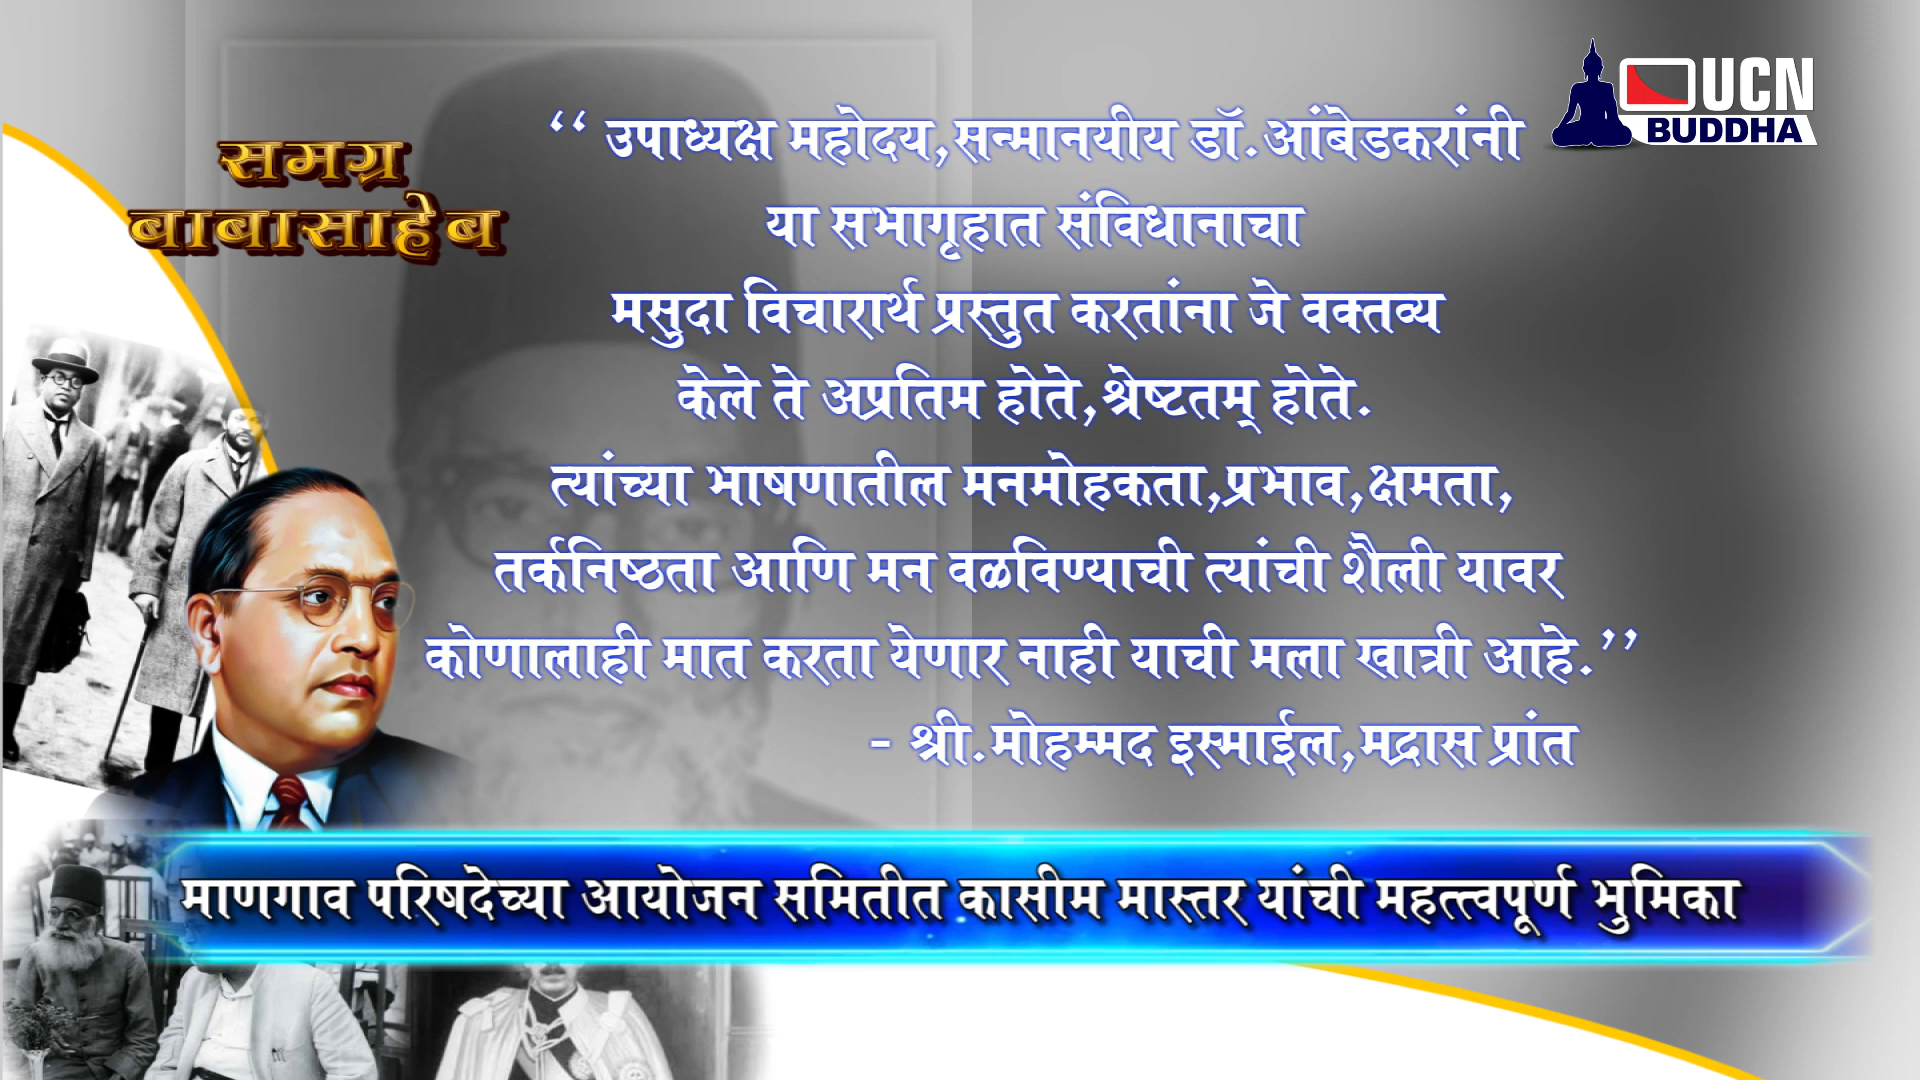 UCN
BUDDHA
समग्र
बाबासाहेब
“ उपाध्यक्ष महोदय,सन्मानयीय डॉ.आंबेडकरांनी
या सभागृहात संविधानाचा
मसुदा विचारार्थ प्रस्तुत करतांना जे वक्तव्य
केले ते अप्रतिम होते,श्रेष्टतम् होते.
त्यांच्या भाषणातील मनमोहकता,प्रभाव,क्षमता,
तर्कनिष्ठता आणि मन वळविण्याची त्यांची शैली यावर
कोणालाही मात करता येणार नाही याची मला खात्री आहे.”
- श्री.मोहम्मद इस्माईल,मद्रास प्रांत
माणगाव परिषदेच्या आयोजन समितीत कासीम मास्तर यांची महत्त्वपूर्ण भुमिका